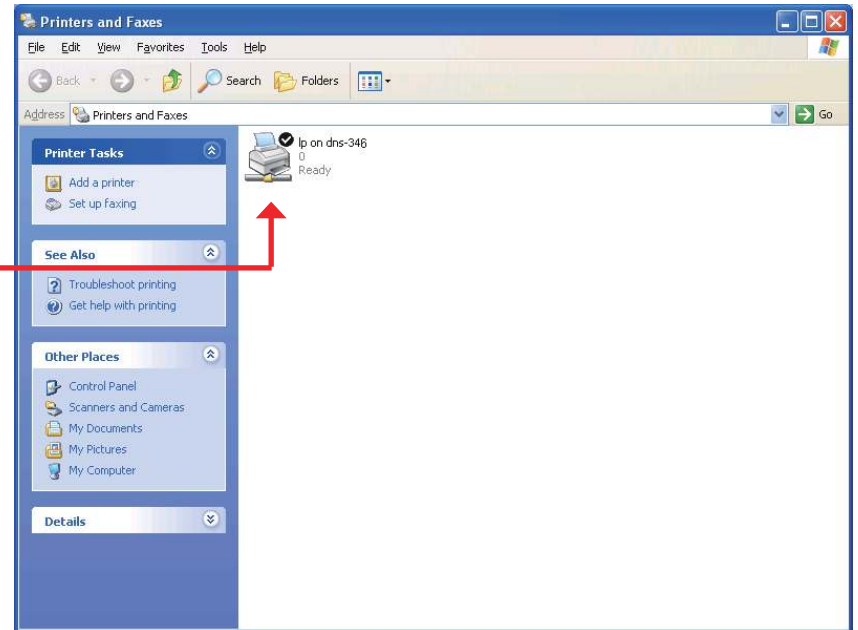 Printers and Faxes
File Edit View Favorites Tools Help
Back Search Folders
Address Printers and Faxes Go
Printer Tasks
Add a printer
Set up faxing
See Also
Troubleshoot printing
Get help with printing
Other Places
Control Panel
Scanners and Cameras
My Documents
My Pictures
My Computer
Details
lp on dns-346
0
Ready